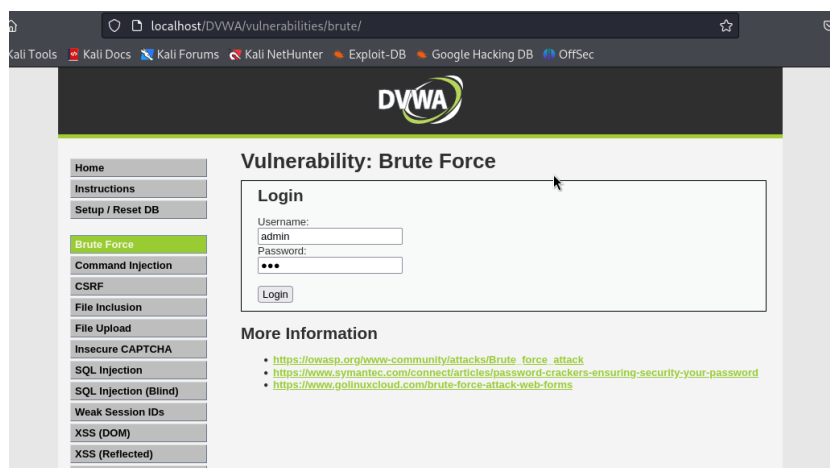 localhost/DVWA/vulnerabilities/brute/
Kali Tools Kali Docs Kali Forums Kali NetHunter Exploit-DB Google Hacking DB OffSec
DVWA
Home
Instructions
Setup / Reset DB
Brute Force
Command Injection
CSRF
File Inclusion
File Upload
Insecure CAPTCHA
SQL Injection
SQL Injection (Blind)
Weak Session IDs
XSS (DOM)
XSS (Reflected)
Vulnerability: Brute Force
Login
Username:
admin
Password:
•••
Login
More Information
• https://owasp.org/www-community/attacks/Brute_force_attack
• https://www.symantec.com/connect/articles/password-crackers-ensuring-security-your-password
• https://www.golinuxcloud.com/brute-force-attack-web-forms